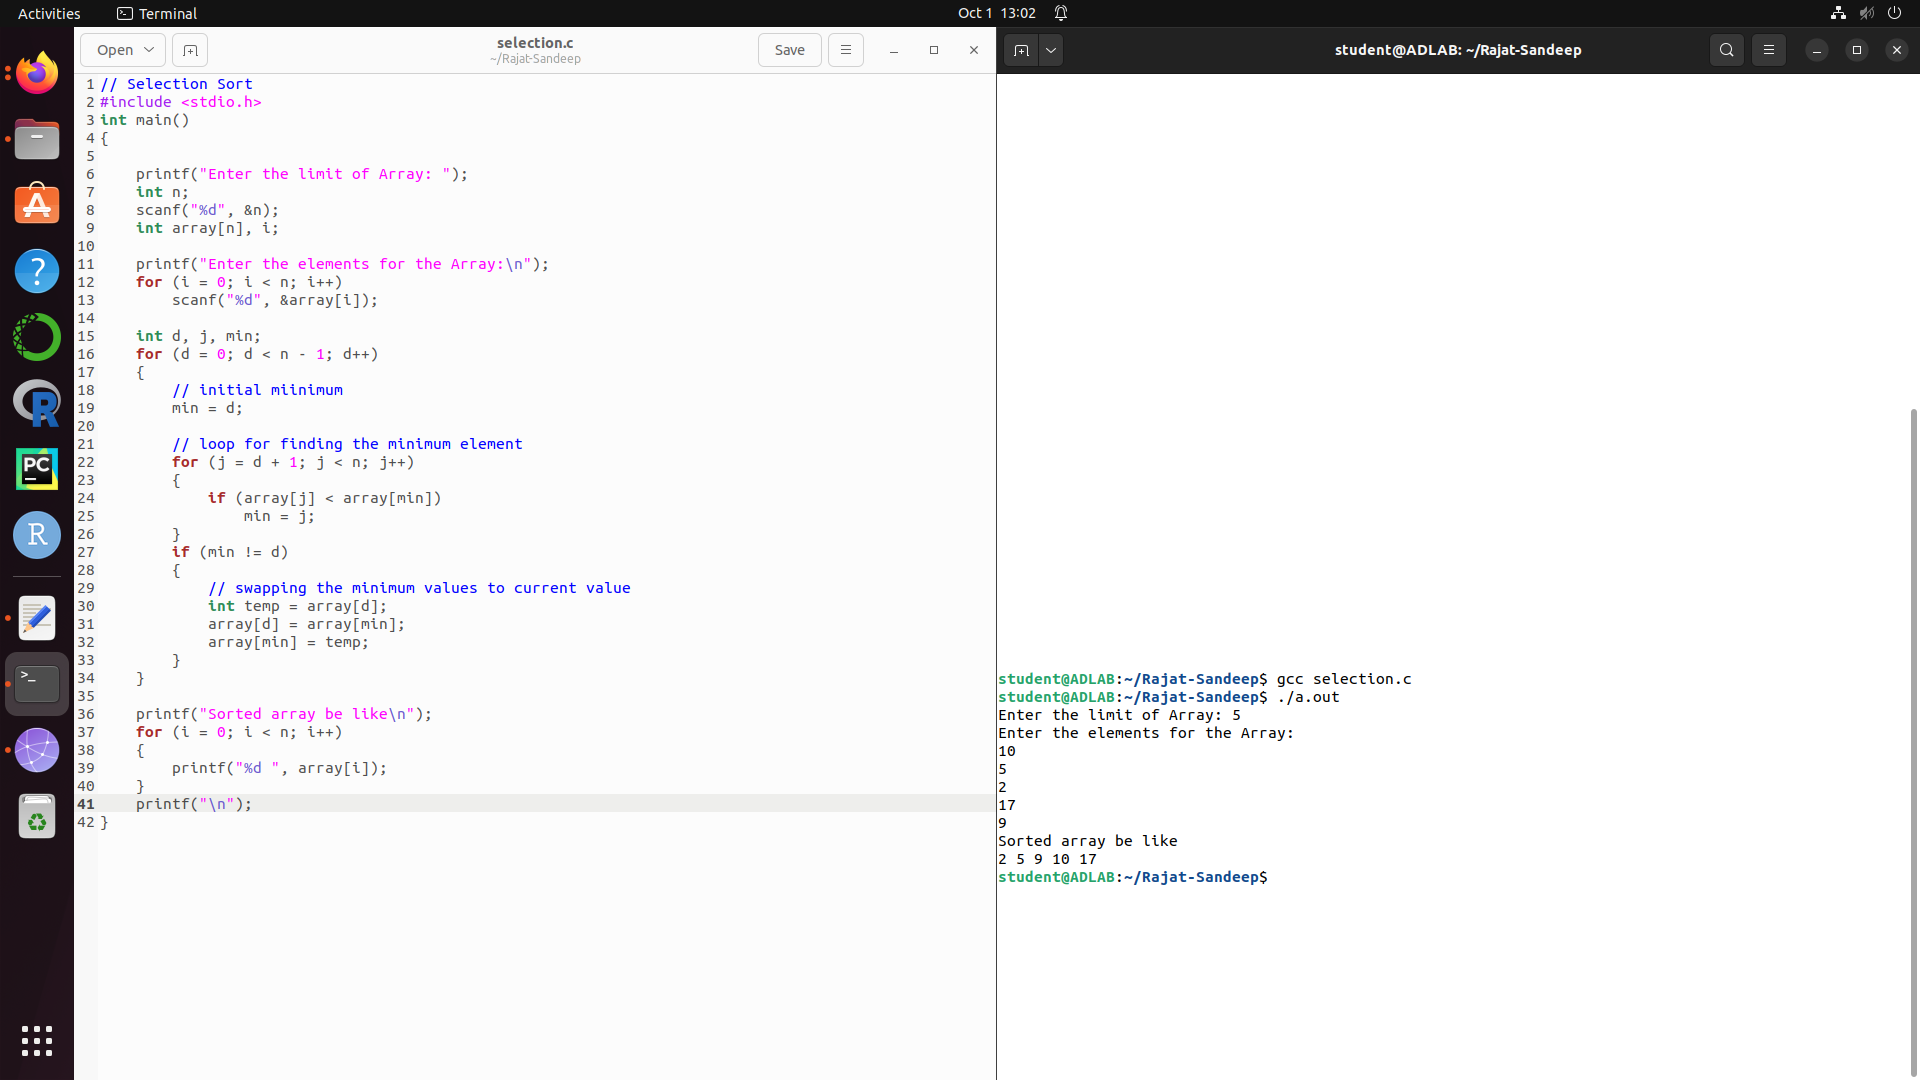 Activities
Terminal
Oct 1 13:02
Open
selection.c
~/Rajat-Sandeep
Save
1 // Selection Sort
2 #include <stdio.h>
3 int main()
4 {
5
6     printf("Enter the limit of Array: ");
7     int n;
8     scanf("%d", &n);
9     int array[n], i;
10
11     printf("Enter the elements for the Array:\n");
12     for (i = 0; i < n; i++)
13         scanf("%d", &array[i]);
14
15     int d, j, min;
16     for (d = 0; d < n - 1; d++)
17     {
18         // initial miinimum
19         min = d;
20
21         // loop for finding the minimum element
22         for (j = d + 1; j < n; j++)
23         {
24             if (array[j] < array[min])
25                 min = j;
26         }
27         if (min != d)
28         {
29             // swapping the minimum values to current value
30             int temp = array[d];
31             array[d] = array[min];
32             array[min] = temp;
33         }
34     }
35
36     printf("Sorted array be like\n");
37     for (i = 0; i < n; i++)
38     {
39         printf("%d ", array[i]);
40     }
41     printf("\n");
42 }
student@ADLAB: ~/Rajat-Sandeep
student@ADLAB:~/Rajat-Sandeep$ gcc selection.c
student@ADLAB:~/Rajat-Sandeep$ ./a.out
Enter the limit of Array: 5
Enter the elements for the Array:
10
5
2
17
9
Sorted array be like
2 5 9 10 17
student@ADLAB:~/Rajat-Sandeep$
?
R
PC
R
>_